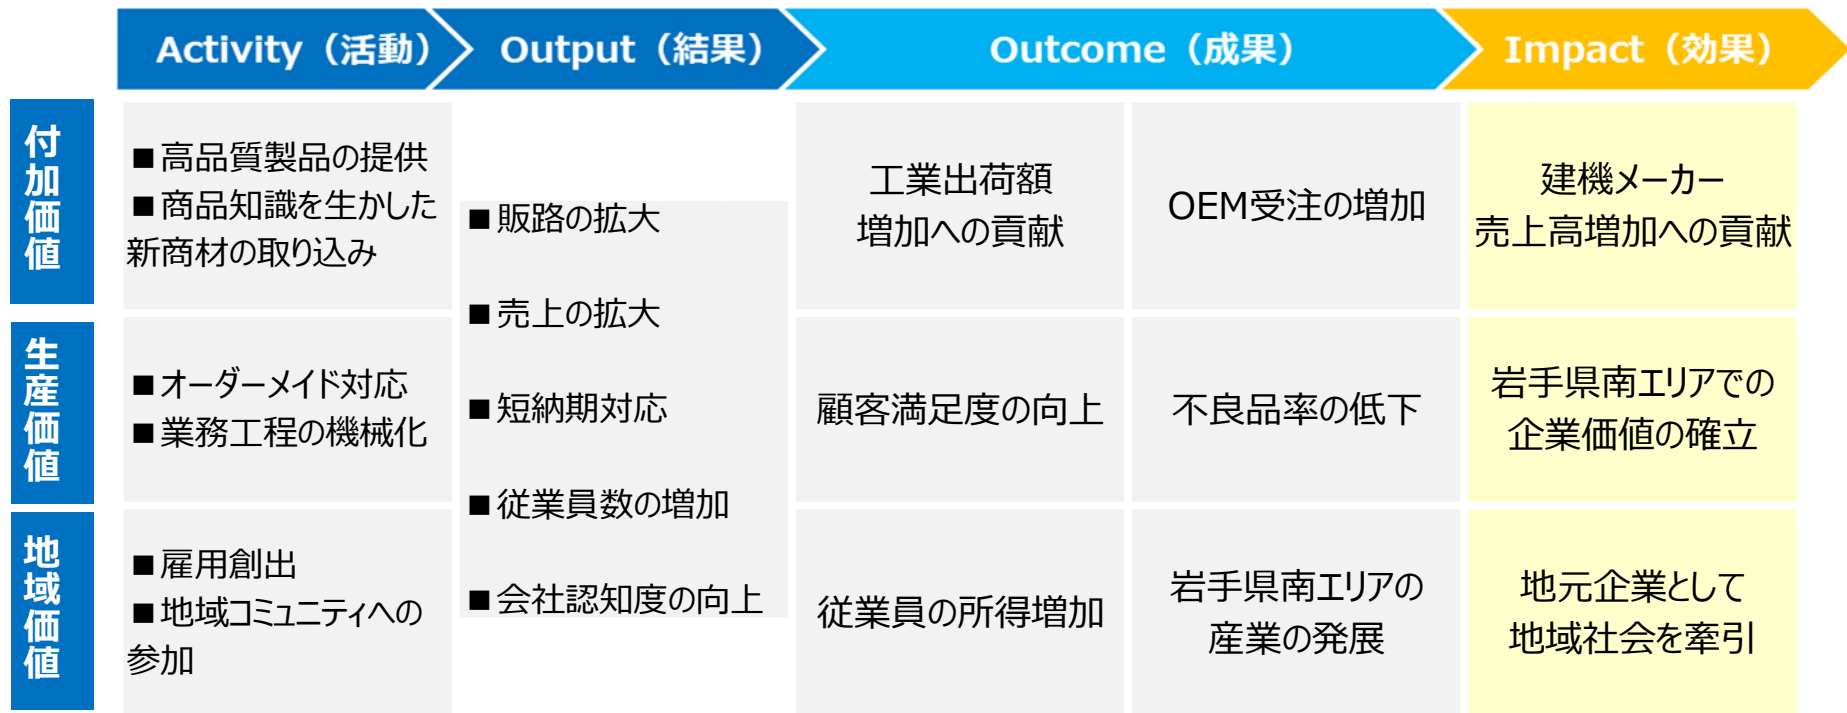 Activity（活動）
Output（結果）
Outcome（成果）
Impact（効果）
付加価値
■高品質製品の提供
■商品知識を生かした
新商材の取り込み
工業出荷額
増加への貢献
OEM受注の増加
建機メーカー
売上高増加への貢献
■販路の拡大
■売上の拡大
■短納期対応
■従業員数の増加
■会社認知度の向上
生産価値
■オーダーメイド対応
■業務工程の機械化
顧客満足度の向上
不良品率の低下
岩手県南エリアでの
企業価値の確立
地域価値
■雇用創出
■地域コミュニティへの
参加
従業員の所得増加
岩手県南エリアの
産業の発展
地元企業として
地域社会を牽引